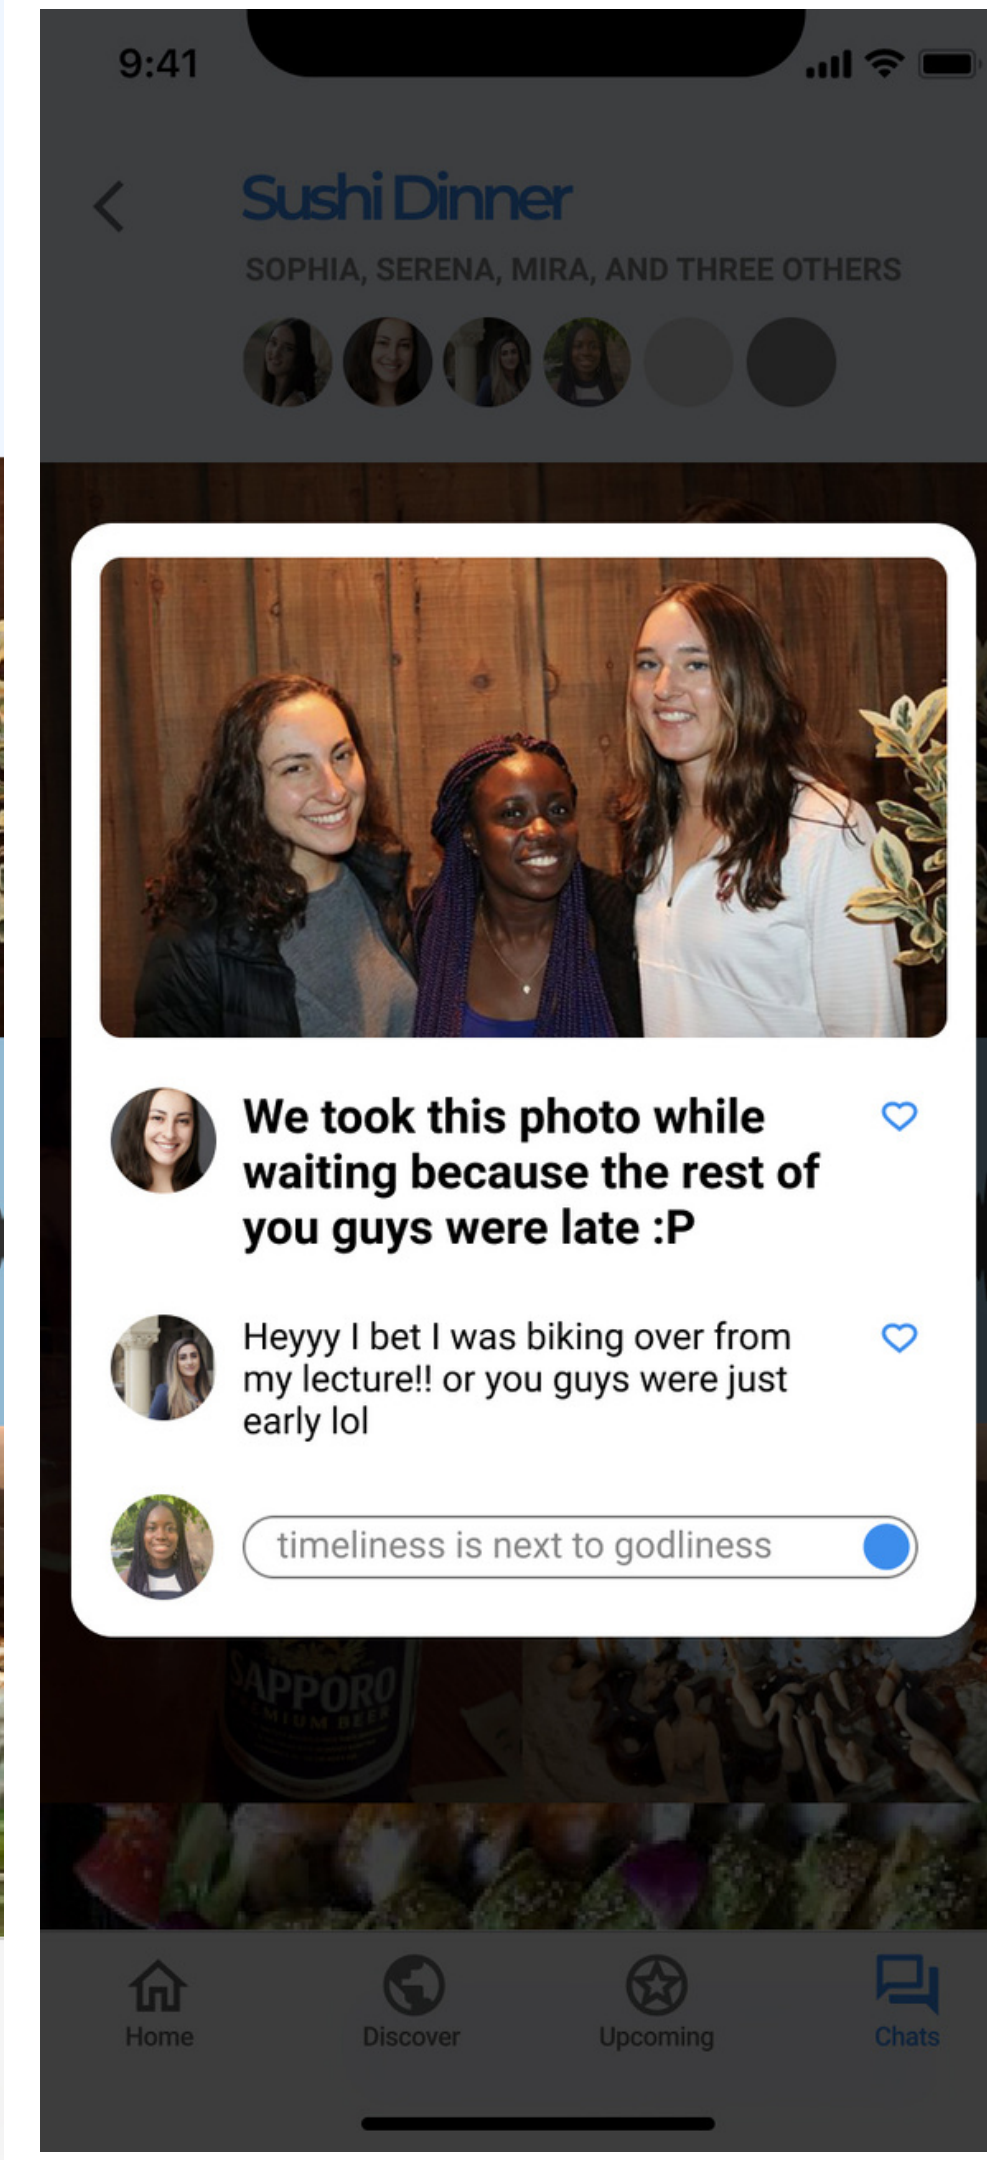 9:41
Sushi Dinner
SOPHIA, SERENA, MIRA, AND THREE OTHERS
We took this photo while
waiting because the rest of
you guys were late :P
Heyyy I bet I was biking over from
my lecture!! or you guys were just
early lol
timeliness is next to godliness
SAPPORO
PREMIUM BEER
Home
Discover
Upcoming
Chats